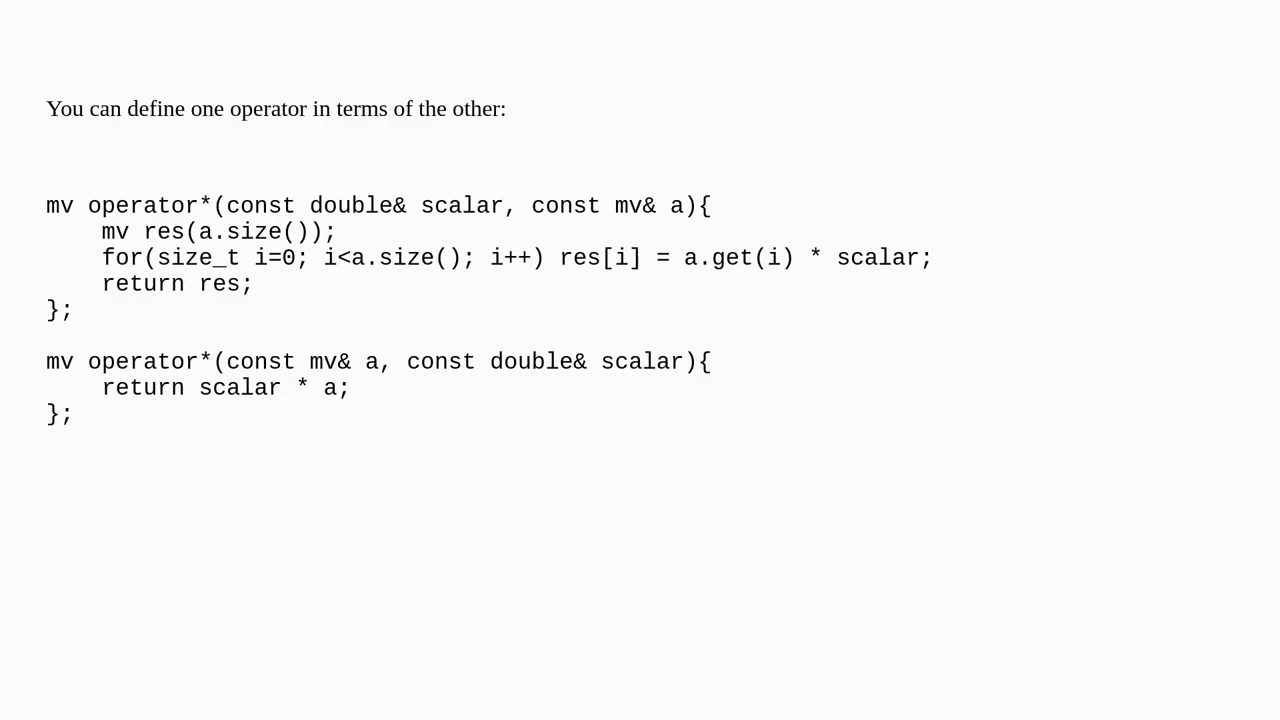 You can define one operator in terms of the other:
mv operator*(const double& scalar, const mv& a){
    mv res(a.size());
    for(size_t i=0; i<a.size(); i++) res[i] = a.get(i) * scalar;
    return res;
};
mv operator*(const mv& a, const double& scalar){
    return scalar * a;
};